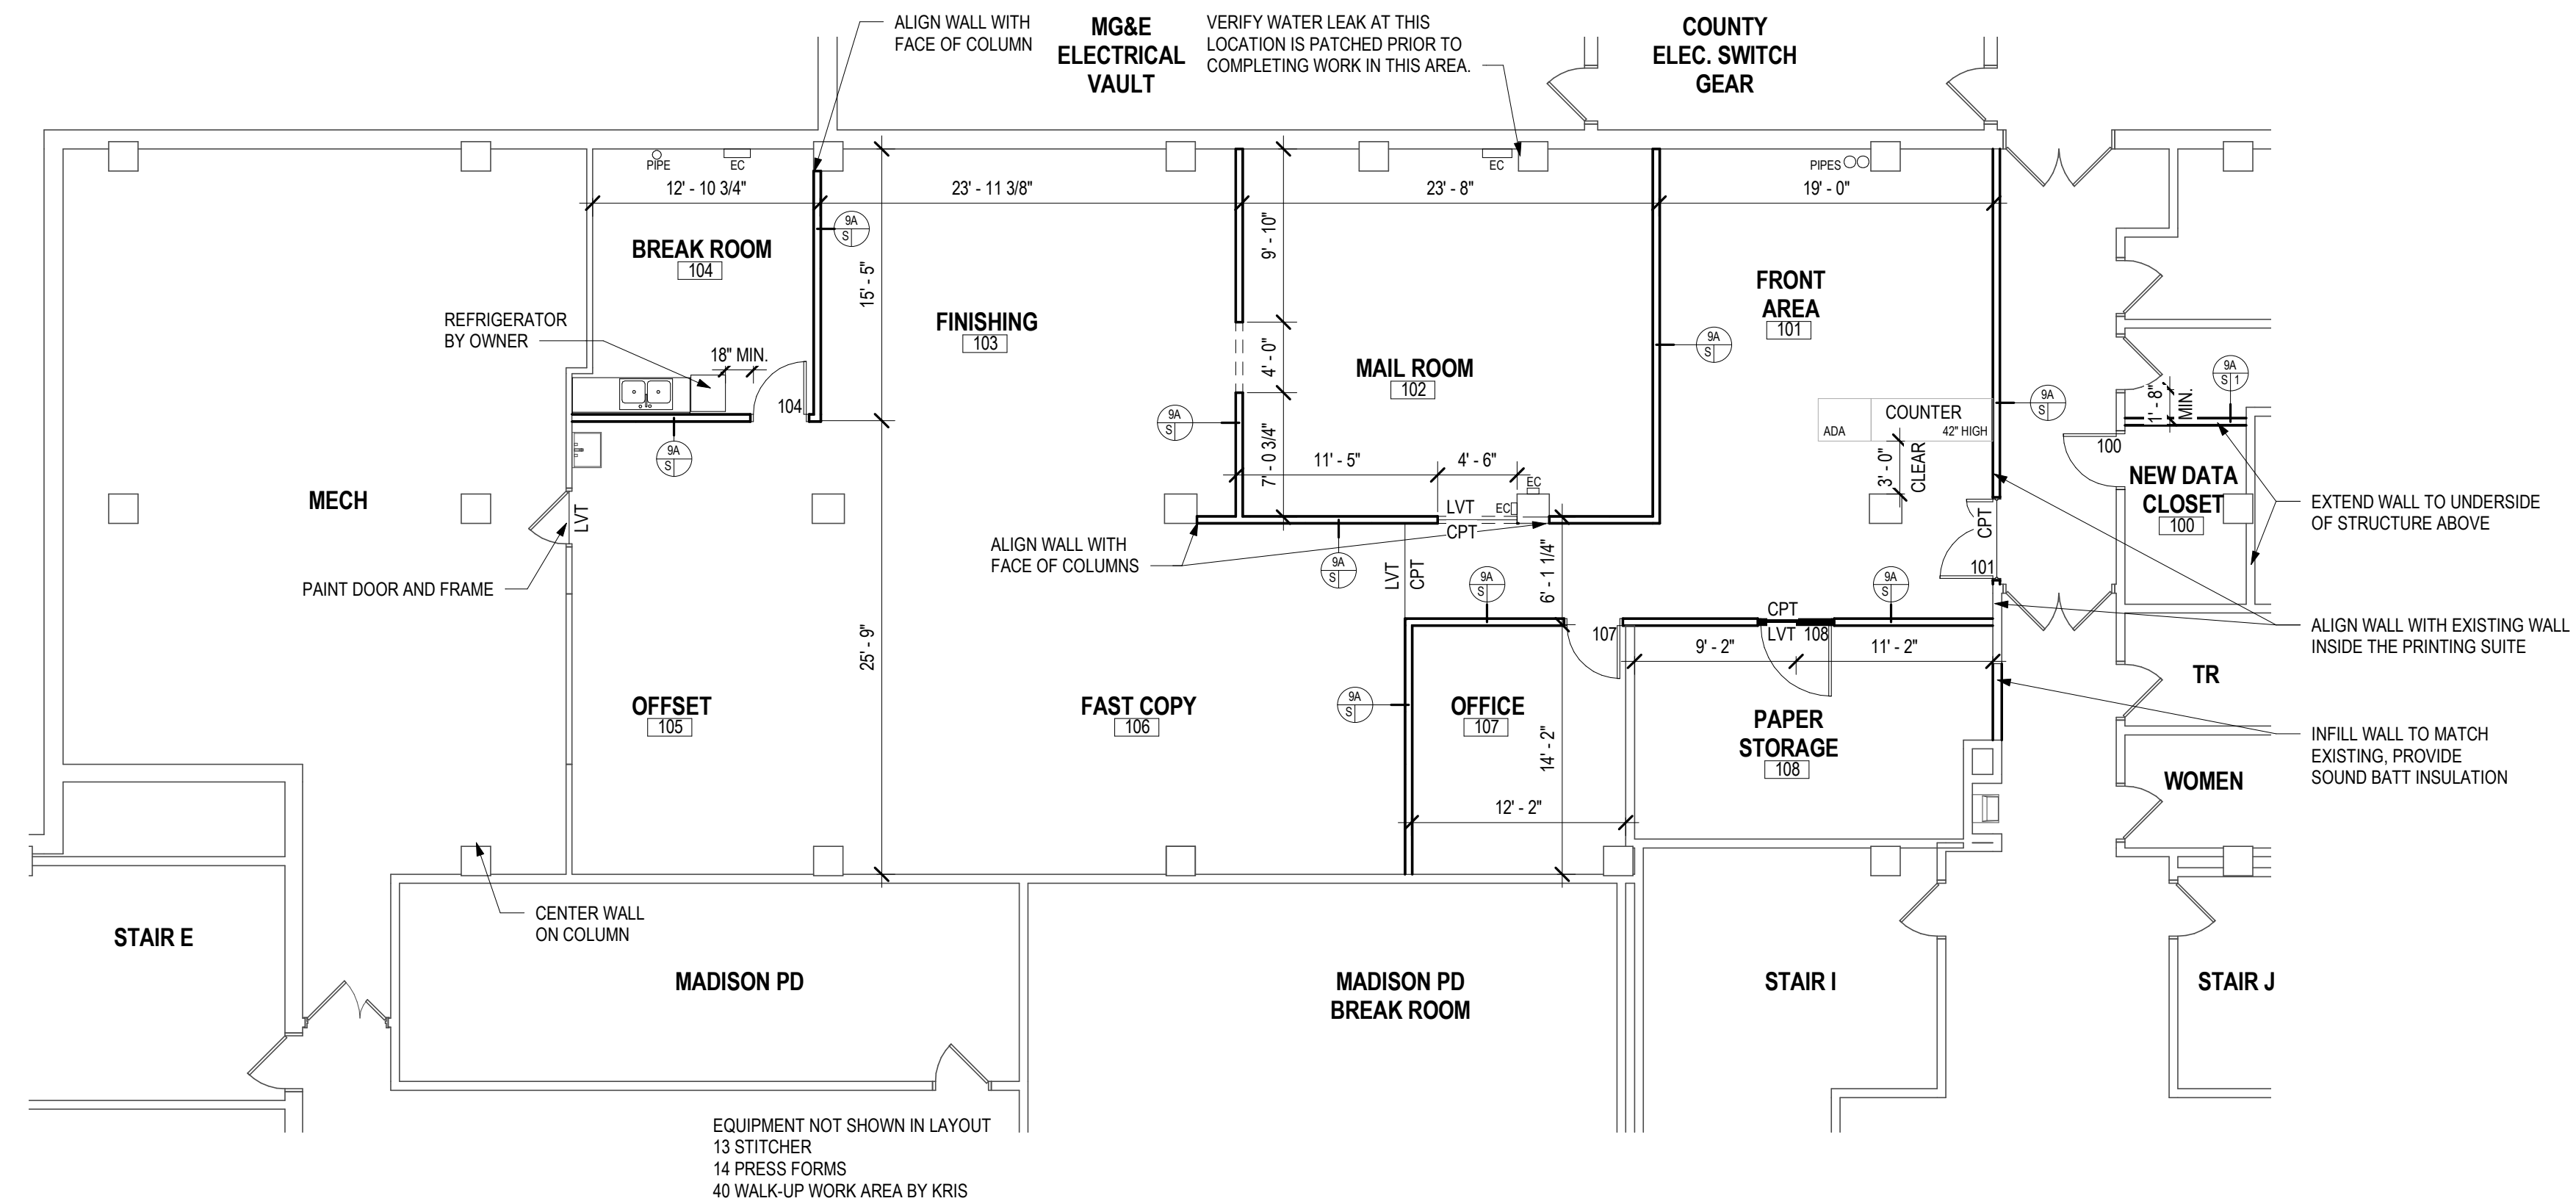 ALIGN WALL WITH
FACE OF COLUMN
MG&E
ELECTRICAL
VAULT
VERIFY WATER LEAK AT THIS
LOCATION IS PATCHED PRIOR TO
COMPLETING WORK IN THIS AREA.
COUNTY
ELEC. SWITCH
GEAR
PIPE
EC
EC
PIPES
12' - 10 3/4"
23' - 11 3/8"
23' - 8"
19' - 0"
9A
S
BREAK ROOM
104
15' - 5"
9' - 10"
FINISHING
103
FRONT
AREA
101
REFRIGERATOR
BY OWNER
18" MIN.
104
4' - 0"
MAIL ROOM
102
9A
S
9A
S 1
1' - 8"
MIN.
9A
S
9A
S
COUNTER
ADA
42" HIGH
3' - 0"
CLEAR
100
9A
S
7' - 0 3/4"
11' - 5"
4' - 6"
EC
EC
LVT
CPT
MECH
LVT
NEW DATA
CLOSET
100
EXTEND WALL TO UNDERSIDE
OF STRUCTURE ABOVE
CPT
ALIGN WALL WITH
FACE OF COLUMNS
9A
S
LVT
CPT
9A
S
6' - 1 1/4"
9A
S
101
PAINT DOOR AND FRAME
CPT
LVT
108
107
9' - 2"
11' - 2"
ALIGN WALL WITH EXISTING WALL
INSIDE THE PRINTING SUITE
25' - 9"
TR
OFFSET
105
FAST COPY
106
9A
S
OFFICE
107
14' - 2"
PAPER
STORAGE
108
INFILL WALL TO MATCH
EXISTING, PROVIDE
SOUND BATT INSULATION
WOMEN
12' - 2"
CENTER WALL
ON COLUMN
STAIR E
MADISON PD
MADISON PD
BREAK ROOM
STAIR I
STAIR J
EQUIPMENT NOT SHOWN IN LAYOUT
13 STITCHER
14 PRESS FORMS
40 WALK-UP WORK AREA BY KRIS